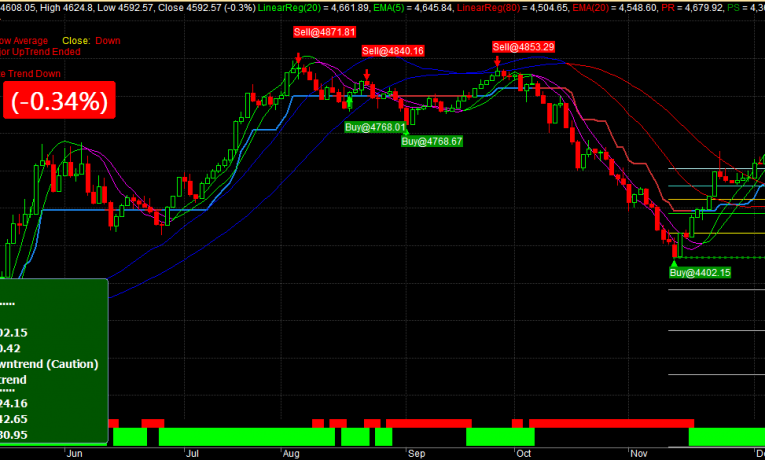 4608.05, High 4624.8, Low 4592.57, Close 4592.57 (-0.3%) LinearReg(20) = 4,661.89, EMA(5) = 4,645.84, LinearReg(80) = 4,504.65, EMA(20) = 4,548.60, PR = 4,679.92, PS = 4,3
Sell@4871.81
Sell@4840.16
Sell@4853.29
ow Average Close: Down
or UpTrend Ended
e Trend Down
(-0.34%)
Buy@4768.01
Buy@4768.67
Buy@4402.15
02.15
0.42
wntrend (Caution)
trend
24.16
42.65
30.95
Jun Jul Aug Sep Oct Nov